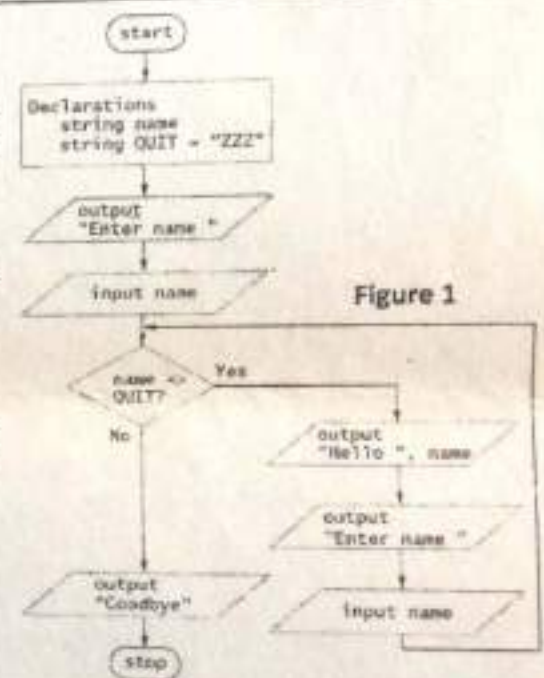 start
Declarations
string name
string QUIT = "ZZZ"
output
"Enter name "
input name
Figure 1
name <>
QUIT?
Yes
No
output
"Hello ", name
output
"Enter name "
input name
output
"Goodbye"
stop